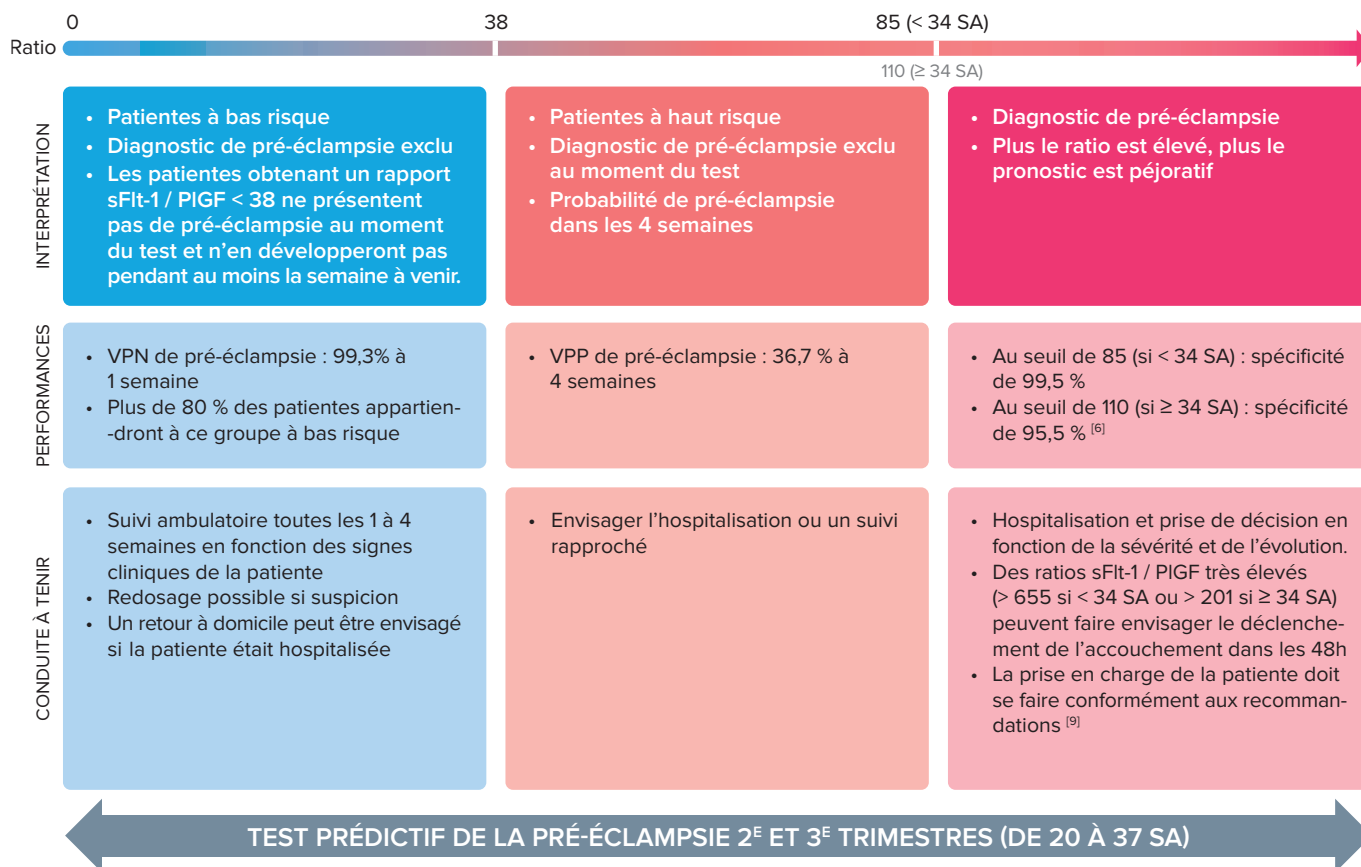 0
38
85 (< 34 SA)
Ratio
110 (≥ 34 SA)
INTERPRÉTATION
• Patientes à bas risque
• Diagnostic de pré-éclampsie exclu
• Les patientes obtenant un rapport
sFlt-1 / PlGF < 38 ne présentent
pas de pré-éclampsie au moment
du test et n'en développeront pas
pendant au moins la semaine à venir.
• Patientes à haut risque
• Diagnostic de pré-éclampsie exclu
au moment du test
• Probabilité de pré-éclampsie
dans les 4 semaines
• Diagnostic de pré-éclampsie
• Plus le ratio est élevé, plus le
pronostic est péjoratif
PERFORMANCES
• VPN de pré-éclampsie : 99,3% à
1 semaine
• Plus de 80 % des patientes appartien-
-dront à ce groupe à bas risque
• VPP de pré-éclampsie : 36,7 % à
4 semaines
• Au seuil de 85 (si < 34 SA) : spécificité
de 99,5 %
• Au seuil de 110 (si ≥ 34 SA) : spécificité
de 95,5 % [6]
CONDUITE À TENIR
• Suivi ambulatoire toutes les 1 à 4
semaines en fonction des signes
cliniques de la patiente
• Redosage possible si suspicion
• Un retour à domicile peut être envisagé
si la patiente était hospitalisée
• Envisager l'hospitalisation ou un suivi
rapproché
• Hospitalisation et prise de décision en
fonction de la sévérité et de l'évolution.
• Des ratios sFlt-1 / PlGF très élevés
(> 655 si < 34 SA ou > 201 si ≥ 34 SA)
peuvent faire envisager le déclenche-
ment de l'accouchement dans les 48h
• La prise en charge de la patiente doit
se faire conformément aux recomman-
dations [9]
TEST PRÉDICTIF DE LA PRÉ-ÉCLAMPSIE 2E ET 3E TRIMESTRES (DE 20 À 37 SA)